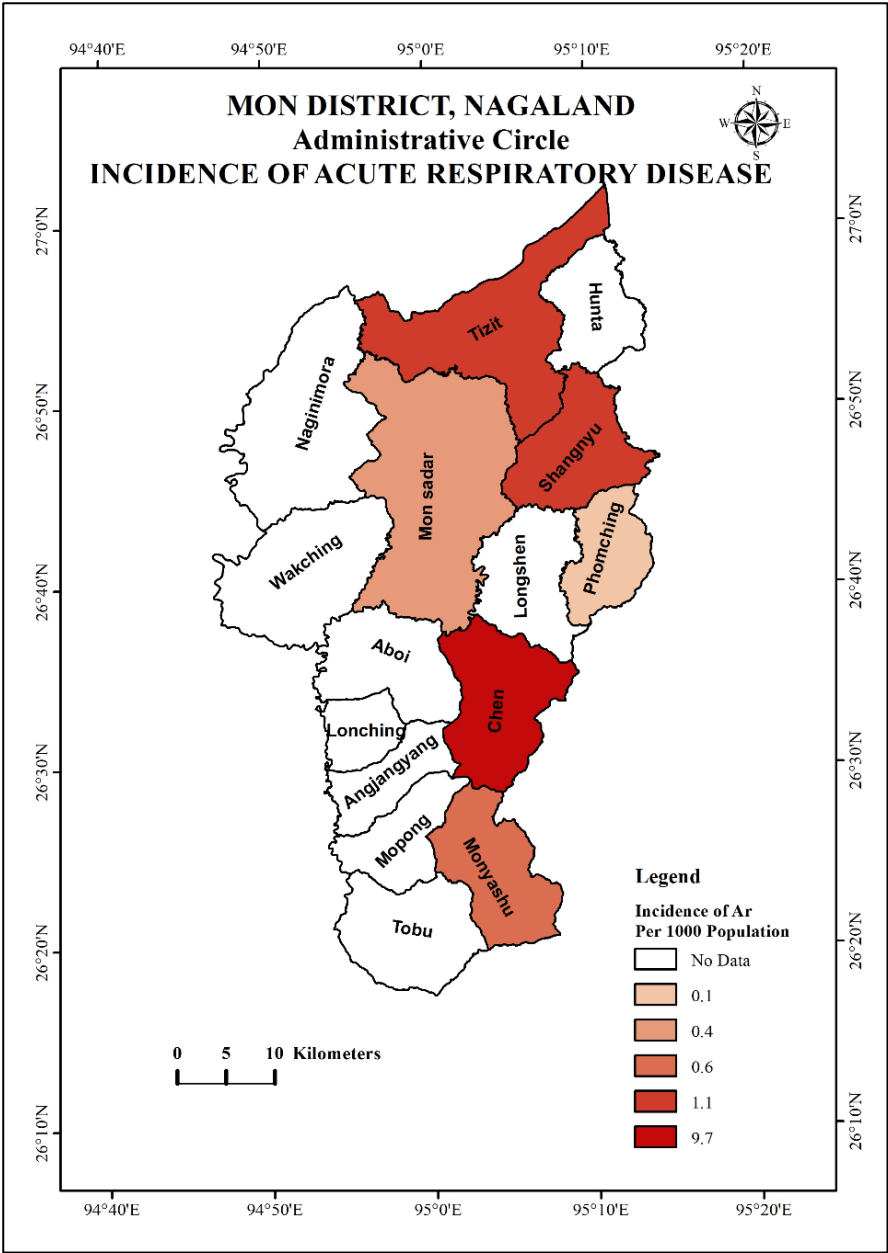 94°40'E 94°50'E 95°0'E 95°10'E 95°20'E
MON DISTRICT, NAGALAND
Administrative Circle
INCIDENCE OF ACUTE RESPIRATORY DISEASE
N
W E
S
27°0'N 27°0'N
Hunta
Tizit
Naginimora
26°50'N 26°50'N
Shangnyu
Mon sadar
Phomching
Longshen
Wakching
26°40'N 26°40'N
Aboi
Chen
Lonching
Angjangyang
26°30'N 26°30'N
Mopong
Monyashu
Tobu
26°20'N 26°20'N
Legend
Incidence of Ar
Per 1000 Population
No Data
0.1
0.4
0.6
1.1
9.7
0 5 10 Kilometers
26°10'N 26°10'N
94°40'E 94°50'E 95°0'E 95°10'E 95°20'E